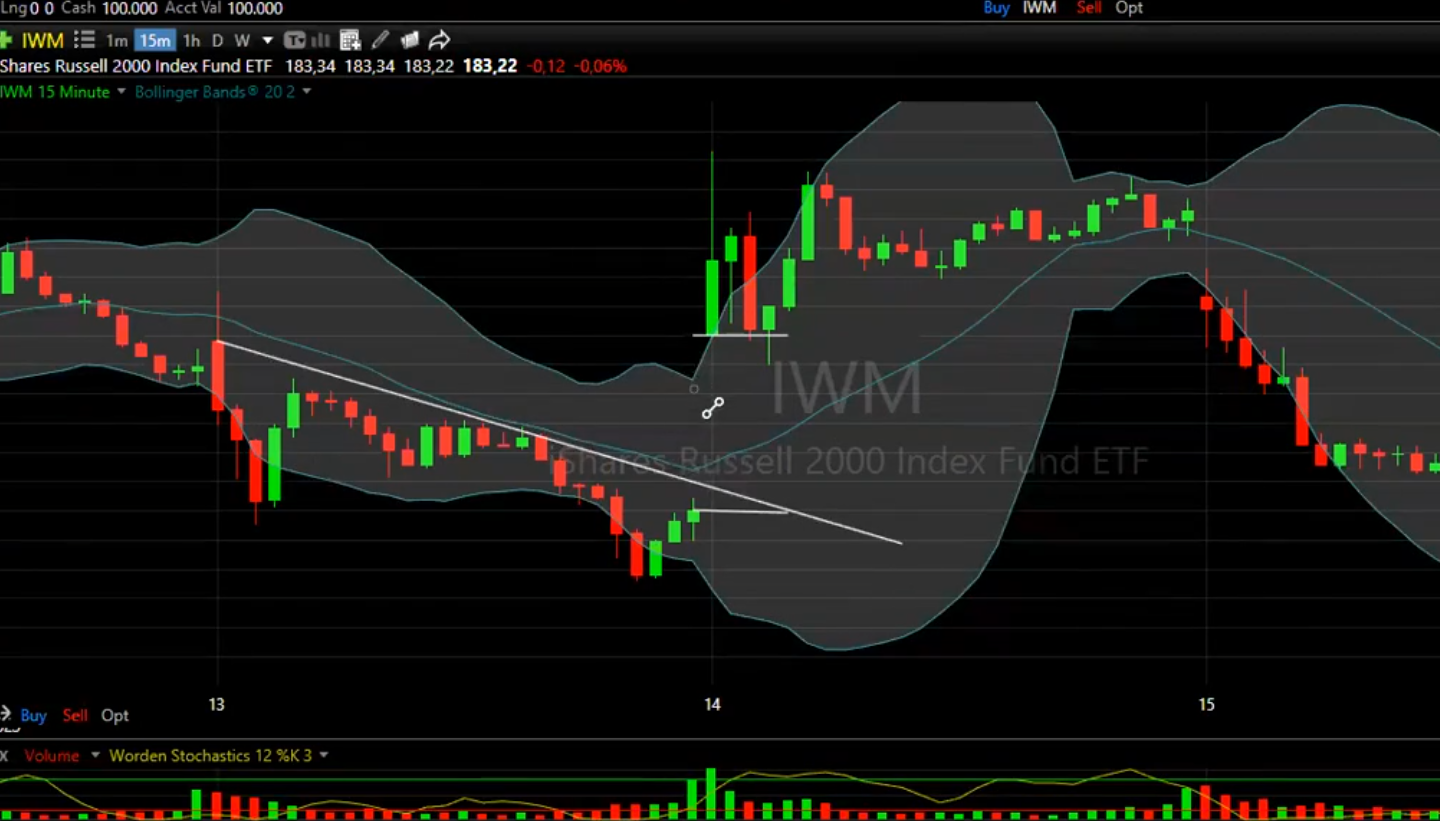 Lng 0 0 Cash 100.000 Acct Val 100.000 Buy IWM Sell Opt
IWM 1m 15m 1h D W TC
Shares Russell 2000 Index Fund ETF 183,34 183,34 183,22 183,22 -0,12 -0,06%
IWM 15 Minute Bollinger Bands® 20 2
IWM
iShares Russell 2000 Index Fund ETF
13 14 15
Buy Sell Opt
X Volume Worden Stochastics 12 %K 3